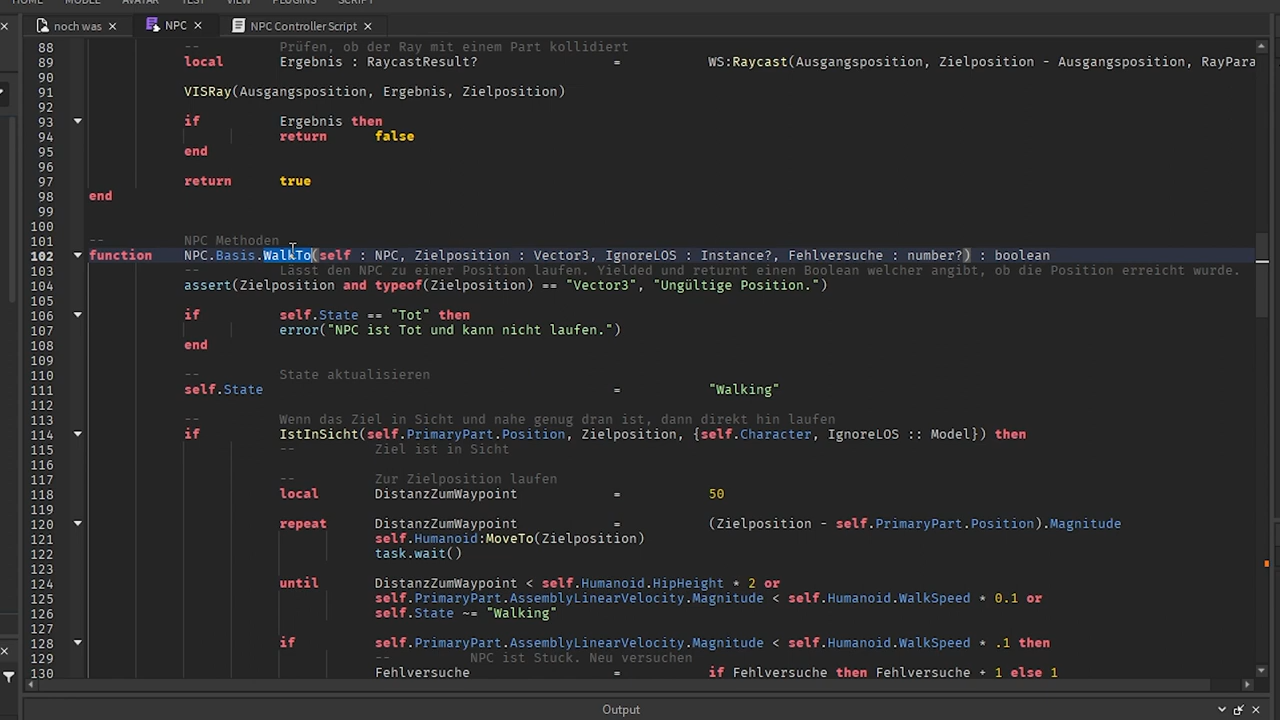 HOME MODEL AVATAR TEST VIEW PLUGINS SCRIPT
noch was NPC NPC Controller Script
88 -- Prüfen, ob der Ray mit einem Part kollidiert
89 local Ergebnis : RaycastResult? = WS:Raycast(Ausgangsposition, Zielposition - Ausgangsposition, RayPara
90
91 VISRay(Ausgangsposition, Ergebnis, Zielposition)
92
93 if Ergebnis then
94 return false
95 end
96
97 return true
98 end
99
100
101 -- NPC Methoden
102 function NPC.Basis.WalkTo(self : NPC, Zielposition : Vector3, IgnoreLOS : Instance?, Fehlversuche : number?) : boolean
103 -- Lässt den NPC zu einer Position laufen. Yielded und returnt einen Boolean welcher angibt, ob die Position erreicht wurde.
104 assert(Zielposition and typeof(Zielposition) == "Vector3", "Ungültige Position.")
105
106 if self.State == "Tot" then
107 error("NPC ist Tot und kann nicht laufen.")
108 end
109
110 -- State aktualisieren
111 self.State = "Walking"
112
113 -- Wenn das Ziel in Sicht und nahe genug dran ist, dann direkt hin laufen
114 if IstInSicht(self.PrimaryPart.Position, Zielposition, {self.Character, IgnoreLOS :: Model}) then
115 -- Ziel ist in Sicht
116
117 -- Zur Zielposition laufen
118 local DistanzZumWaypoint = 50
119
120 repeat DistanzZumWaypoint = (Zielposition - self.PrimaryPart.Position).Magnitude
121 self.Humanoid:MoveTo(Zielposition)
122 task.wait()
123
124 until DistanzZumWaypoint < self.Humanoid.HipHeight * 2 or
125 self.PrimaryPart.AssemblyLinearVelocity.Magnitude < self.Humanoid.WalkSpeed * 0.1 or
126 self.State ~= "Walking"
127
128 if self.PrimaryPart.AssemblyLinearVelocity.Magnitude < self.Humanoid.WalkSpeed * .1 then
129 -- NPC ist Stuck. Neu versuchen
130 Fehlversuche = if Fehlversuche then Fehlversuche + 1 else 1
Output